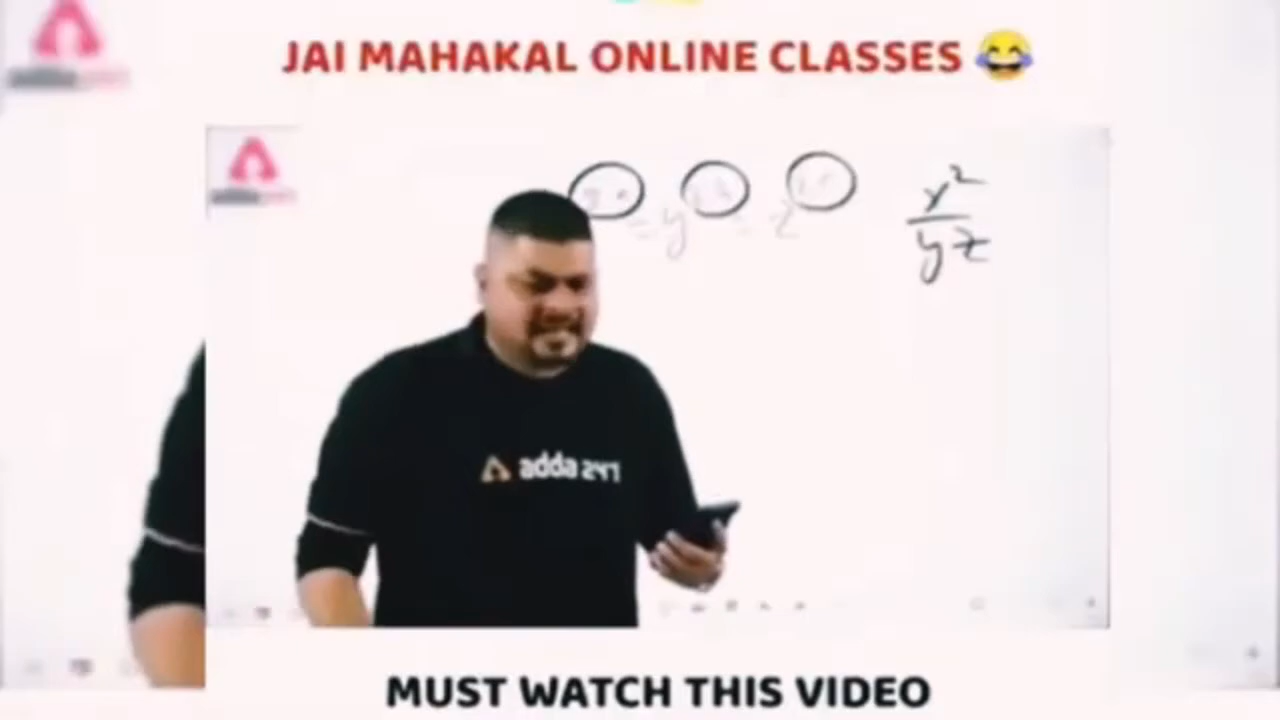 JAI MAHAKAL ONLINE CLASSES 😂
= y = z
x²
yz
adda 247
MUST WATCH THIS VIDEO